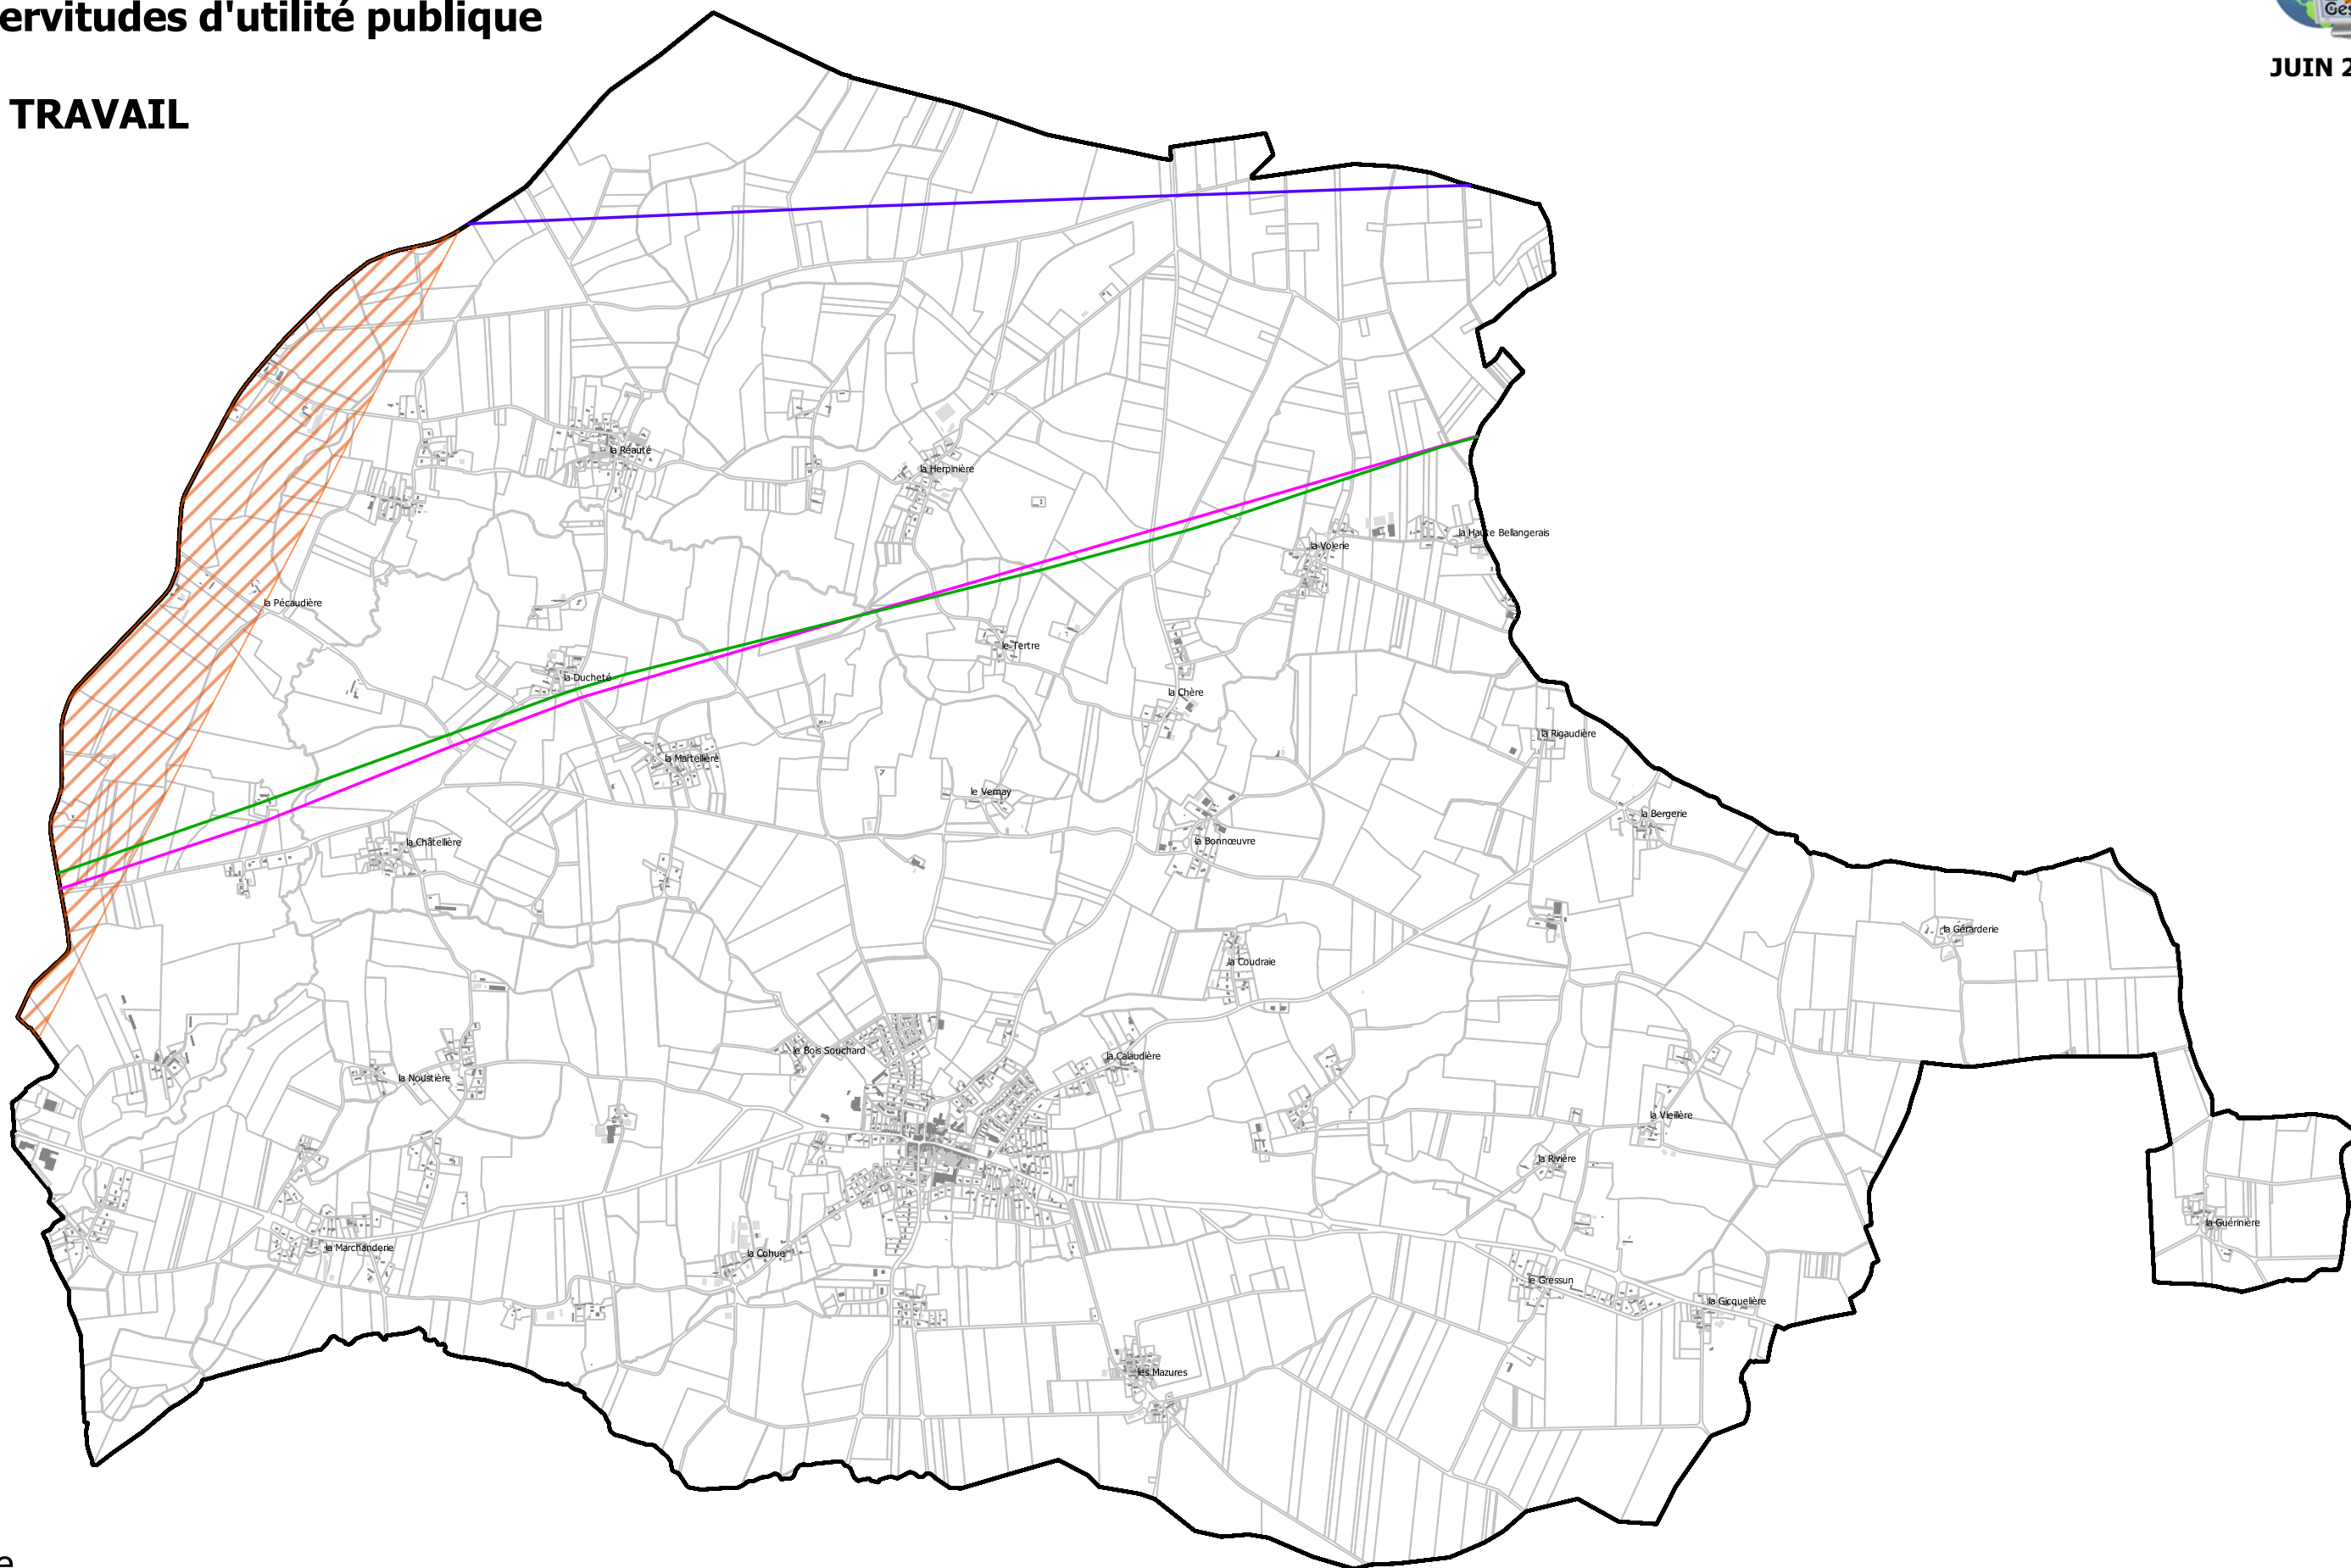 ervitudes d'utilité publique
Ges
JUIN 2
TRAVAIL
la Réauté
la Herpinière
la Haute Bellangerais
la Volerie
la Pécaudière
le Tertre
la Ducheté
la Chère
la Rigaudière
la Martellière
le Vernay
la Bergerie
la Châtellière
la Bonnœuvre
la Gérarderie
la Coudraie
le Bois Souchard
la Calaudière
la Noustière
la Vieillère
la Rivière
la Guérinière
la Marchanderie
la Cohue
le Gressun
la Gicquelière
les Mazures
e